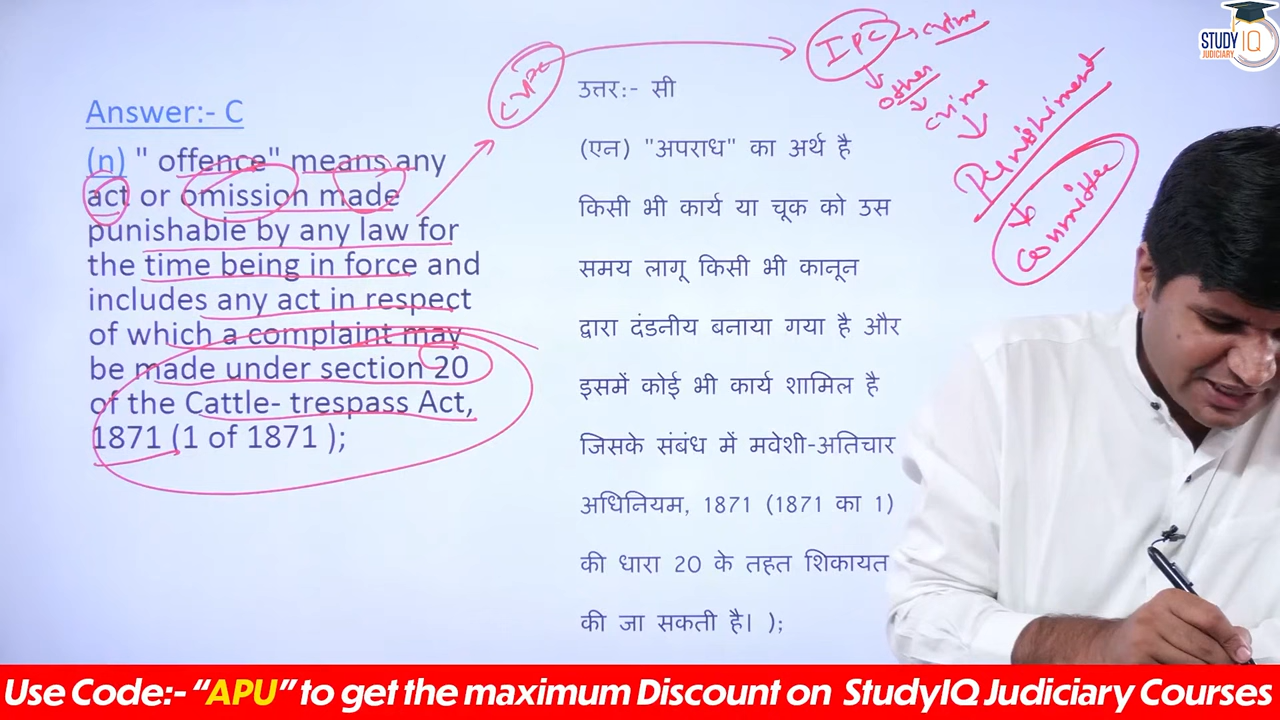 STUDY IQ
JUDICIARY
Answer:- C
(n) " offence" means any
act or omission made
punishable by any law for
the time being in force and
includes any act in respect
of which a complaint may
be made under section 20
of the Cattle- trespass Act,
1871 (1 of 1871 );
उत्तर:- सी
(एन) "अपराध" का अर्थ है
किसी भी कार्य या चूक को उस
समय लागू किसी भी कानून
द्वारा दंडनीय बनाया गया है और
इसमें कोई भी कार्य शामिल है
जिसके संबंध में मवेशी-अतिचार
अधिनियम, 1871 (1871 का 1)
की धारा 20 के तहत शिकायत
की जा सकती है। );
CrPC
IPC → crime
other
crime
Punishment
committee
Use Code:- “APU” to get the maximum Discount on StudyIQ Judiciary Courses